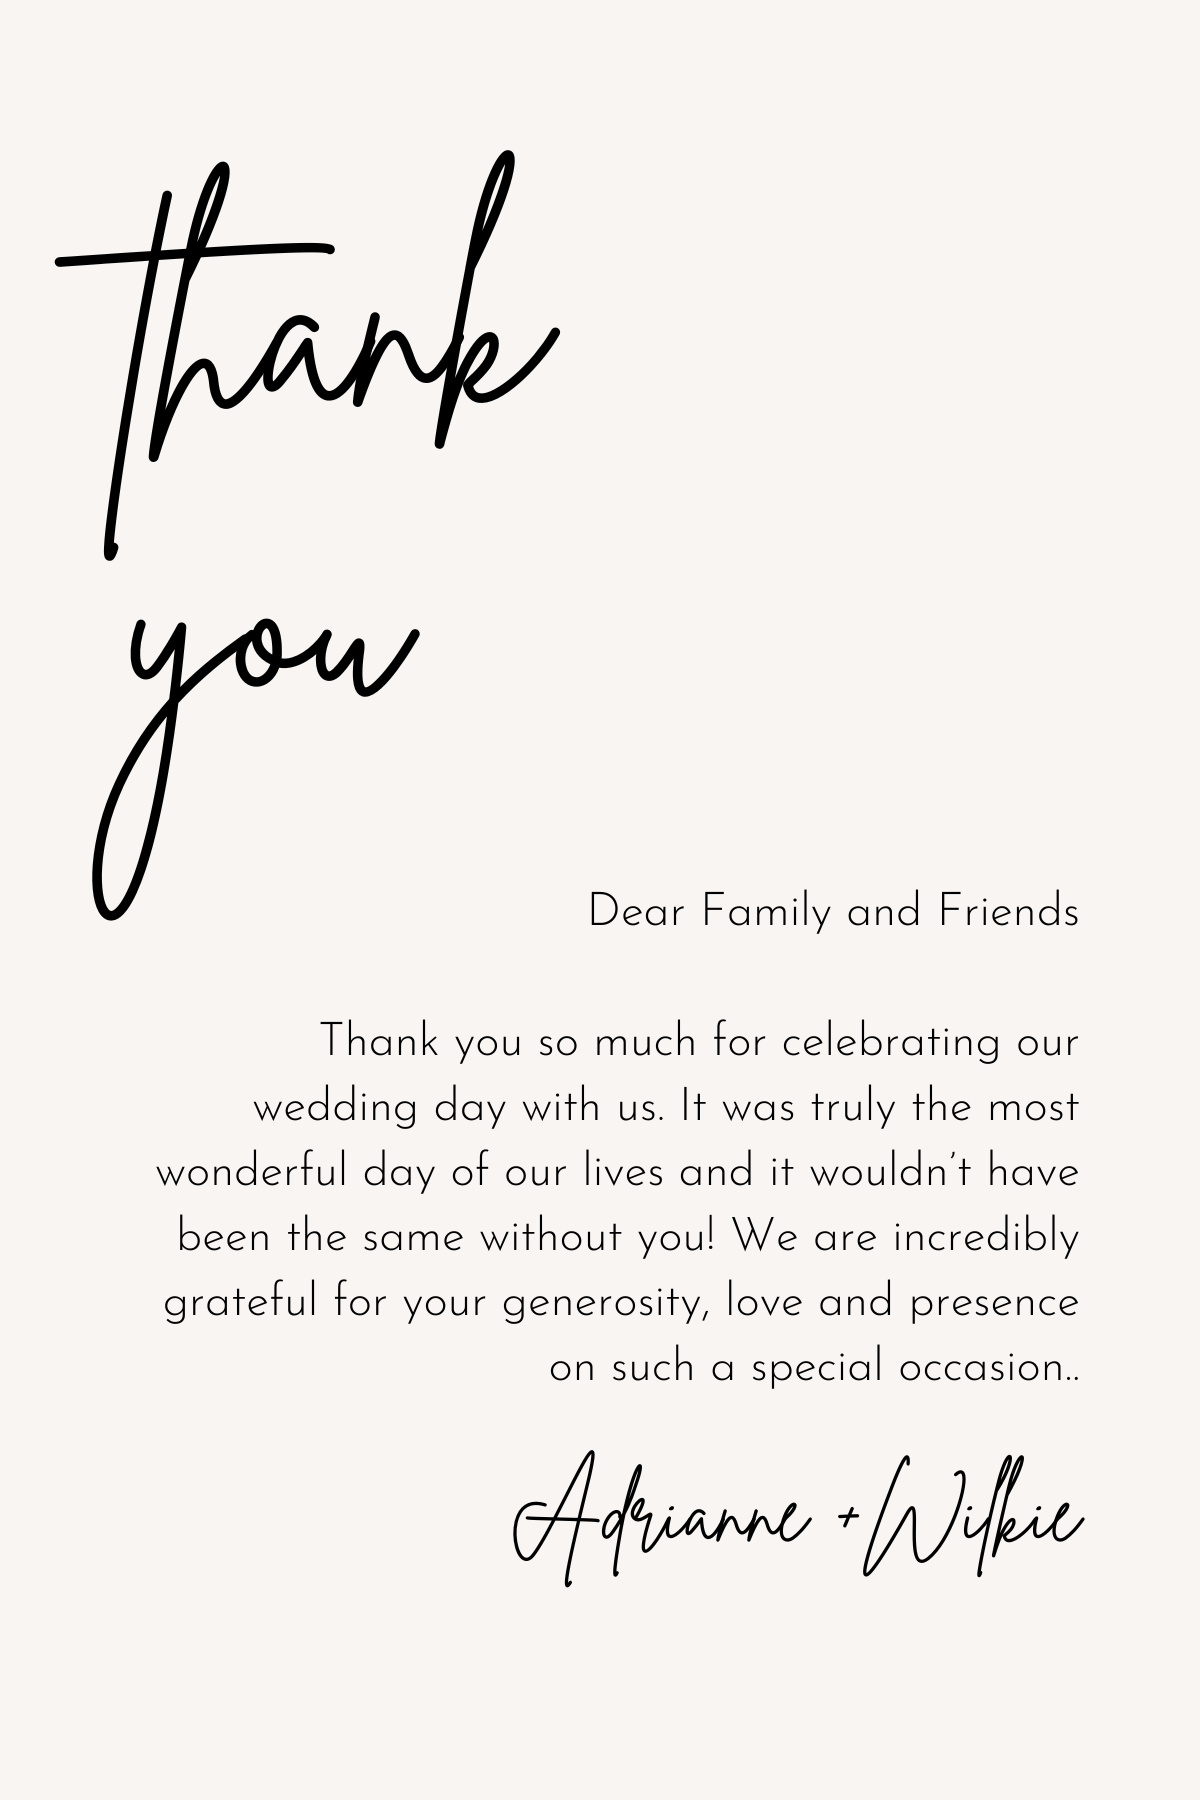 thank
you
Dear Family and Friends
Thank you so much for celebrating our
wedding day with us. It was truly the most
wonderful day of our lives and it wouldn’t have
been the same without you! We are incredibly
grateful for your generosity, love and presence
on such a special occasion..
Adrianne + Wilkie